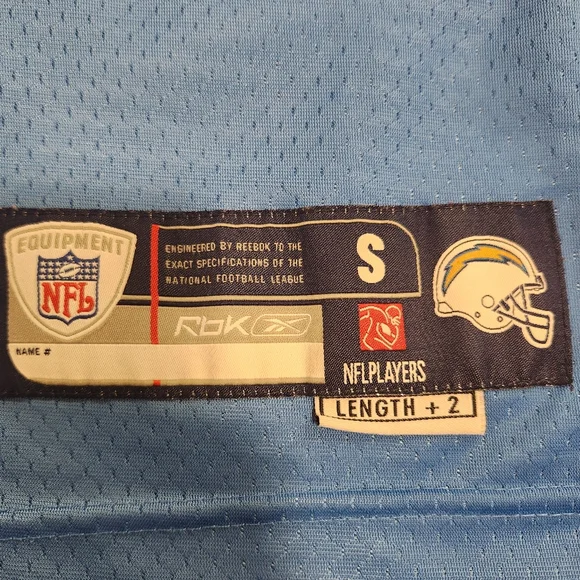 EQUIPMENT
NFL
ENGINEERED BY REEBOK TO THE
EXACT SPECIFICATIONS OF THE
NATIONAL FOOTBALL LEAGUE
S
RbK
NAME #
NFLPLAYERS
LENGTH + 2